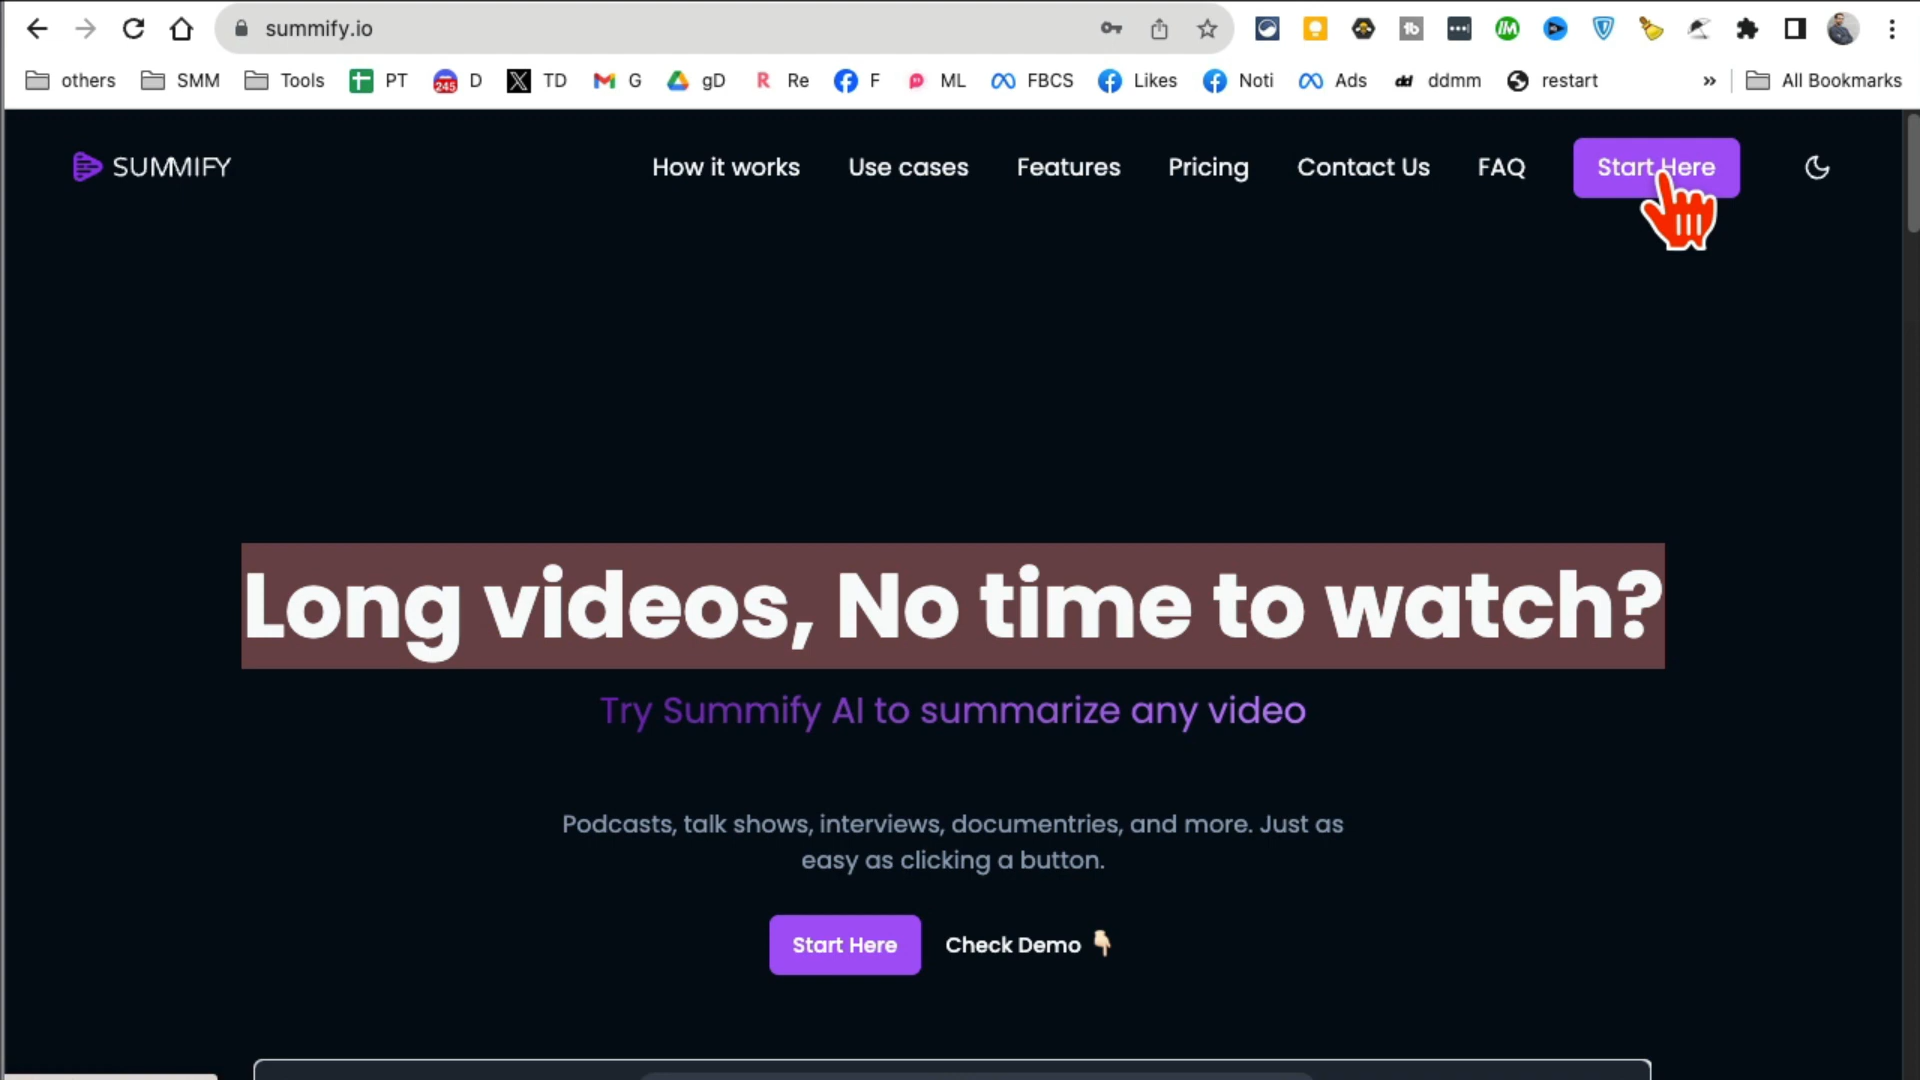 summify.io
others SMM Tools PT 245 D TD G gD R Re F ML FBCS Likes Noti Ads dd ddmm restart » All Bookmarks
SUMMIFY How it works Use cases Features Pricing Contact Us FAQ Start Here
Long videos, No time to watch?
Try Summify AI to summarize any video
Podcasts, talk shows, interviews, documentries, and more. Just as
easy as clicking a button.
Start Here Check Demo